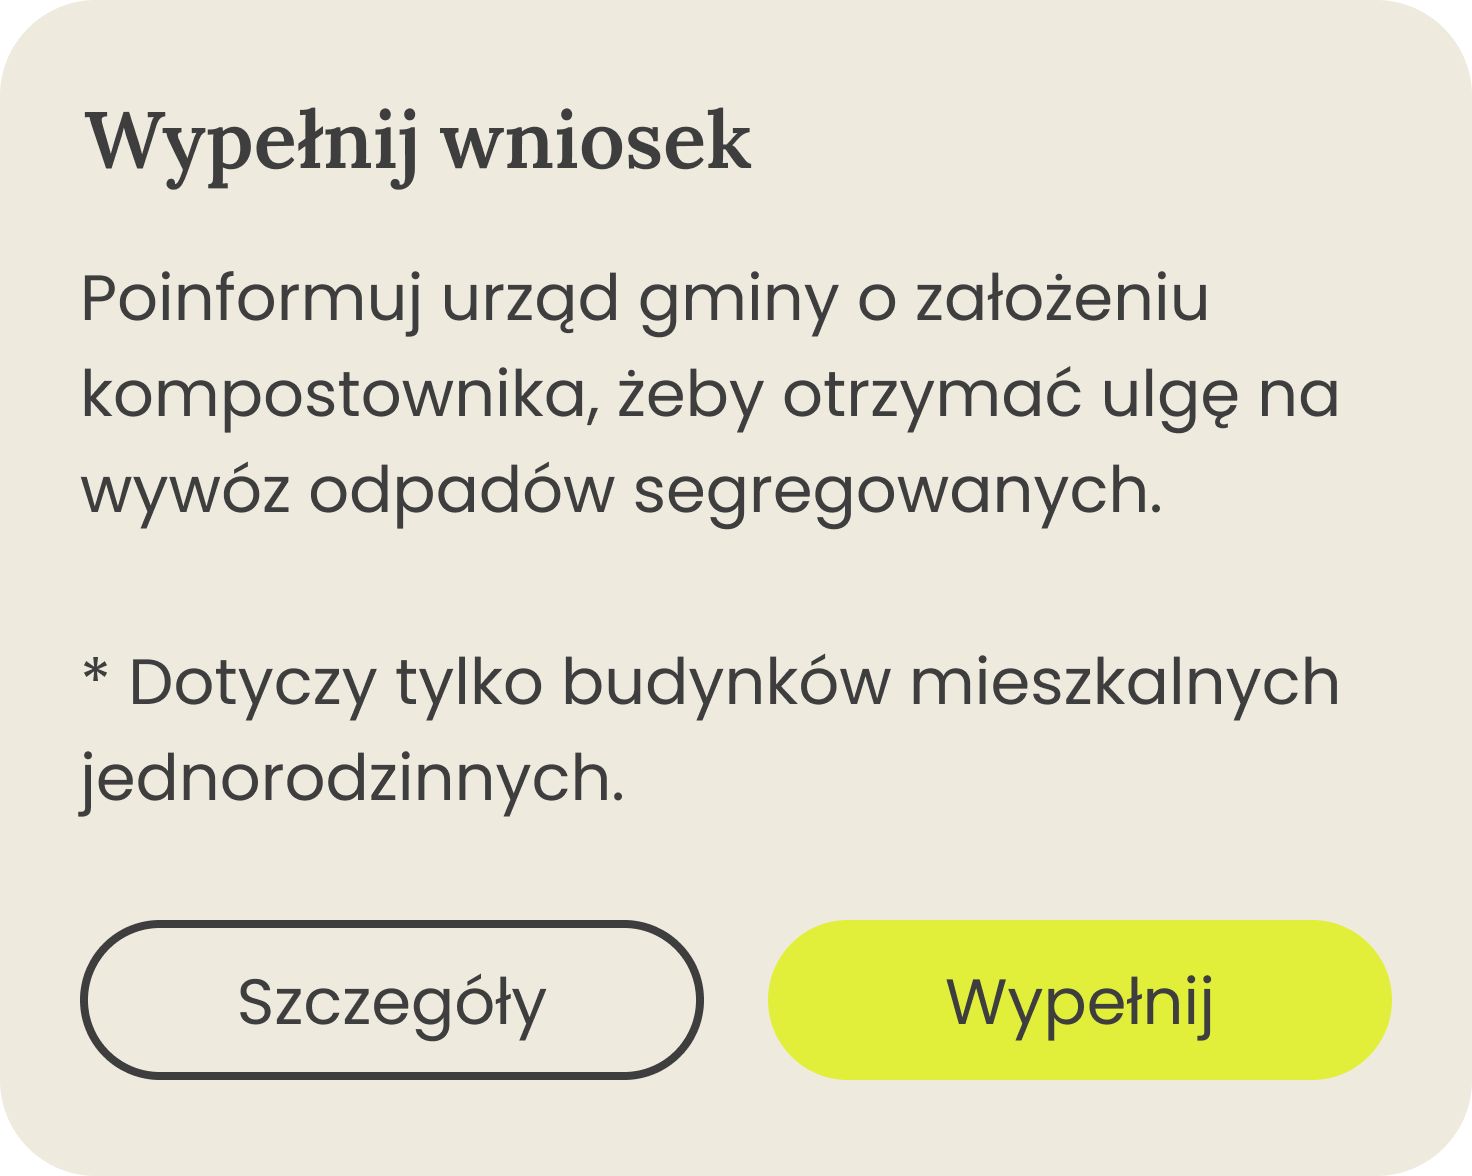 Wypełnij wniosek
Poinformuj urząd gminy o założeniu
kompostownika, żeby otrzymać ulgę na
wywóz odpadów segregowanych.
* Dotyczy tylko budynków mieszkalnych
jednorodzinnych.
Szczegóły
Wypełnij